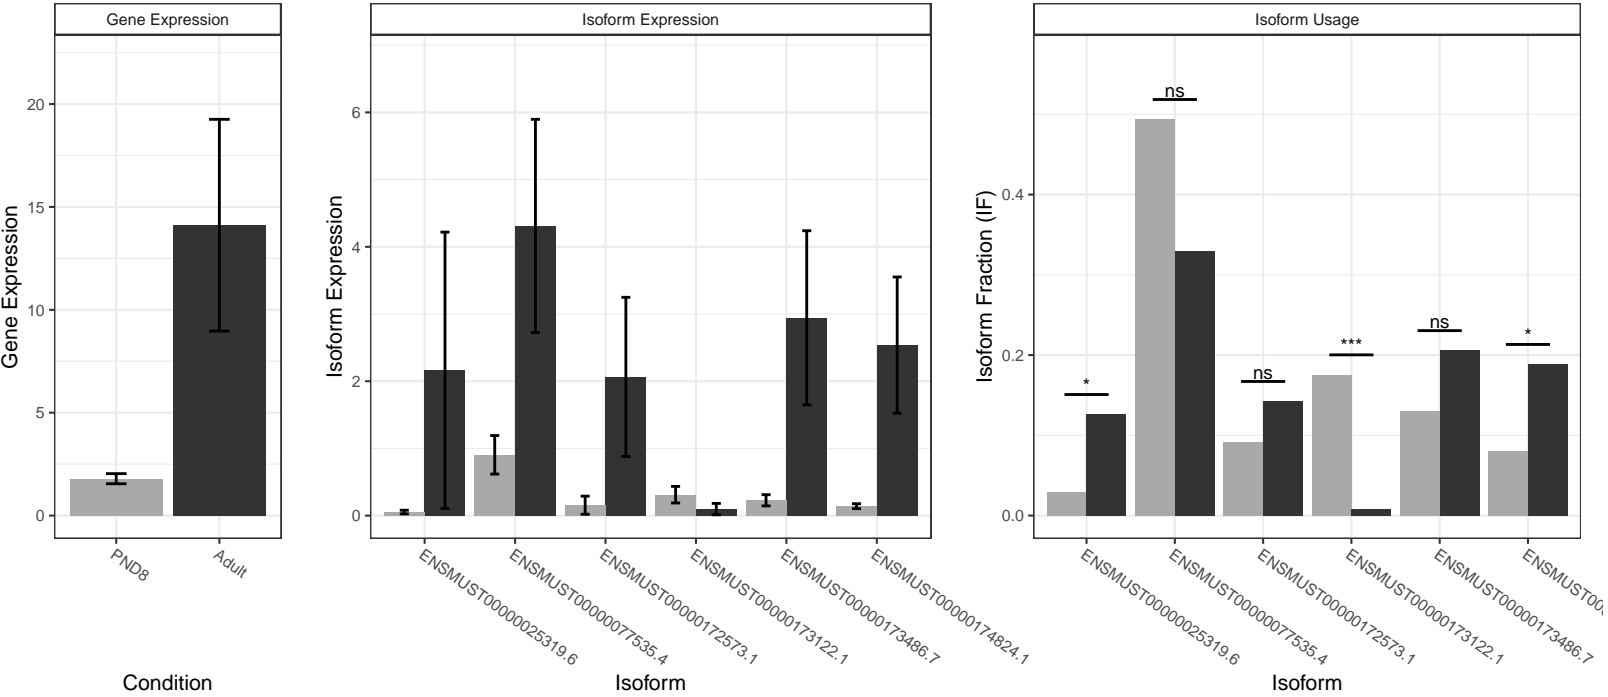 Gene Expression
Isoform Expression
Isoform Usage
Gene Expression
20
15
10
5
0
PND8
Adult
Condition
Isoform Expression
6
4
2
0
ENSMUST00000025319.6
ENSMUST00000077535.4
ENSMUST00000172573.1
ENSMUST00000173122.1
ENSMUST00000173486.7
ENSMUST00000174824.1
Isoform
Isoform Fraction (IF)
0.4
0.2
0.0
*
ns
ns
***
ns
*
ENSMUST00000025319.6
ENSMUST00000077535.4
ENSMUST00000172573.1
ENSMUST00000173122.1
ENSMUST00000173486.7
Isoform